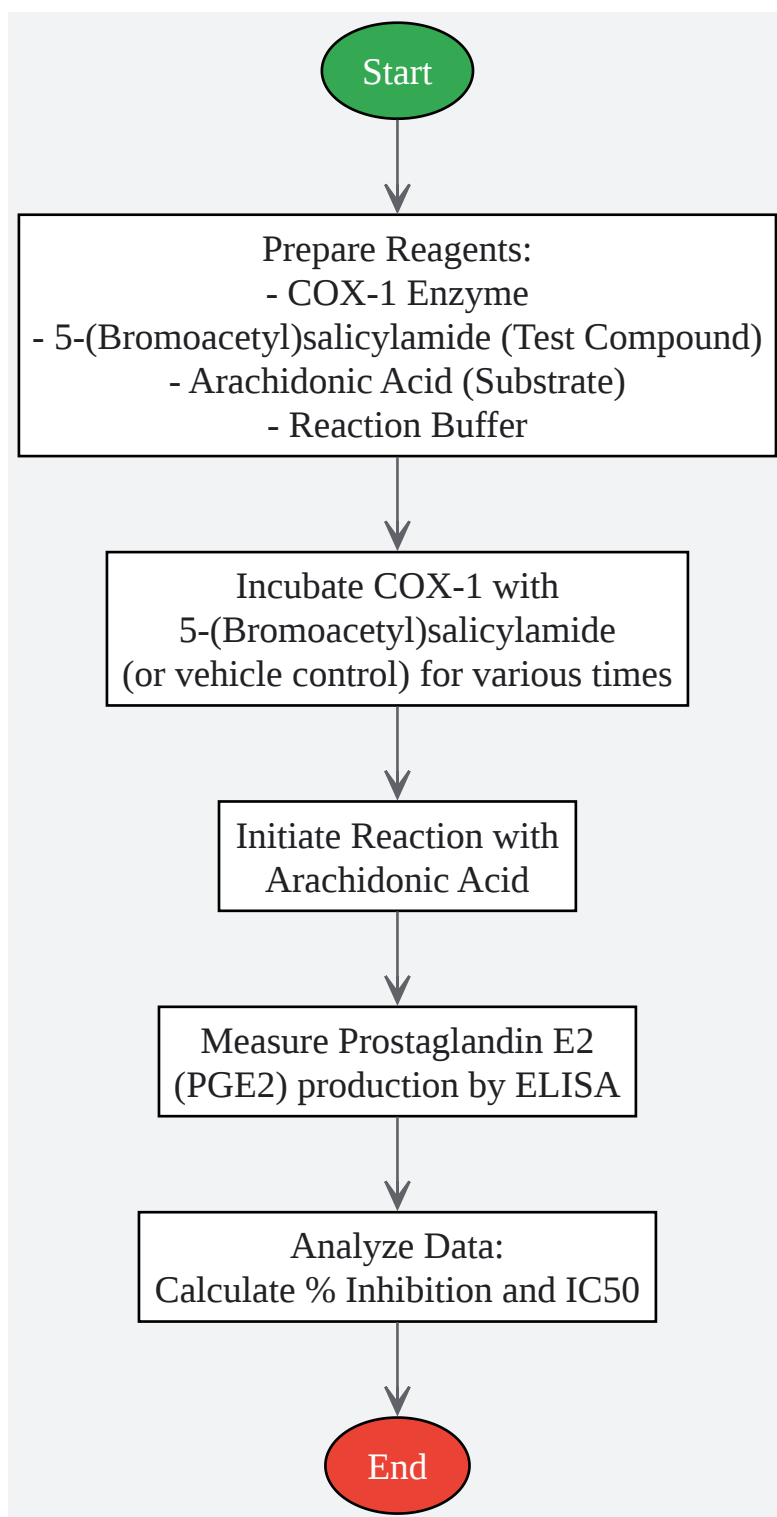 Start
Prepare Reagents:
- COX-1 Enzyme
- 5-(Bromoacetyl)salicylamide (Test Compound)
- Arachidonic Acid (Substrate)
- Reaction Buffer
Incubate COX-1 with
5-(Bromoacetyl)salicylamide
(or vehicle control) for various times
Initiate Reaction with
Arachidonic Acid
Measure Prostaglandin E2
(PGE2) production by ELISA
Analyze Data:
Calculate % Inhibition and IC50
End